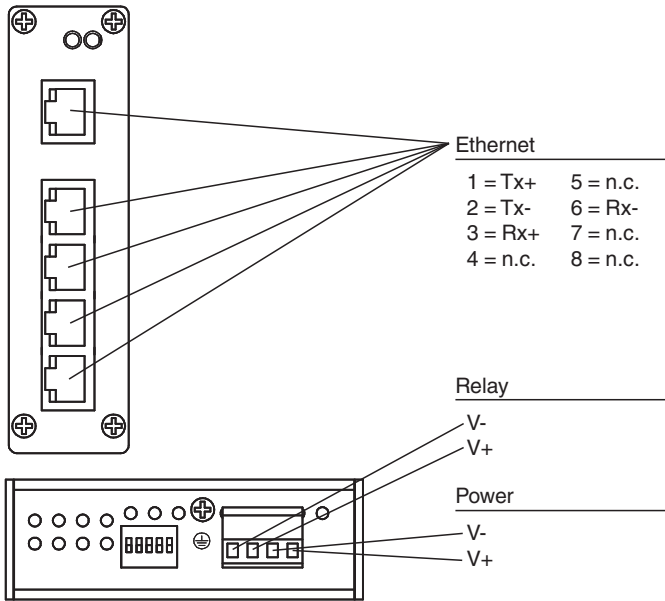 Ethernet
1 = Tx+ 5 = n.c.
2 = Tx- 6 = Rx-
3 = Rx+ 7 = n.c.
4 = n.c. 8 = n.c.
Relay
V-
V+
Power
V-
V+